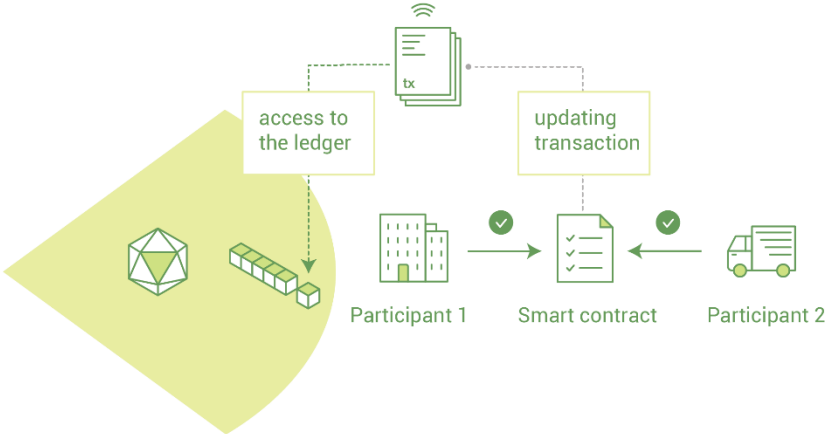 tx
access to
the ledger
updating
transaction
Participant 1
Smart contract
Participant 2